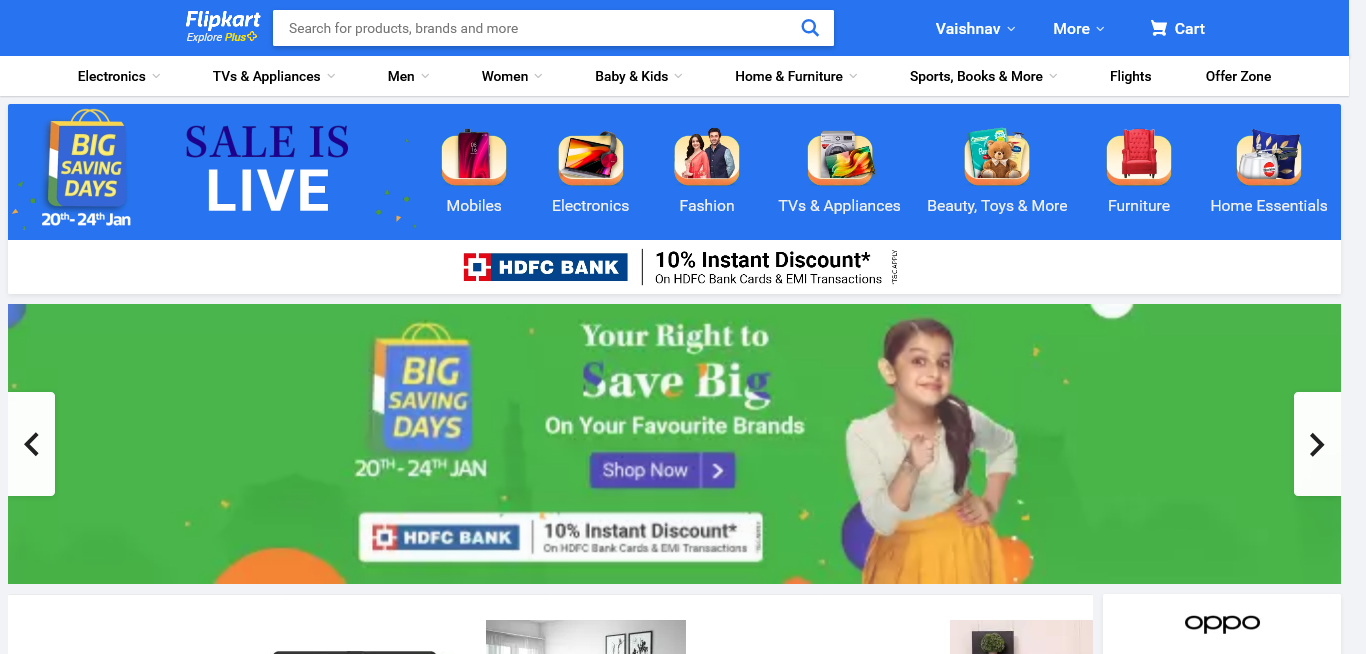 Flipkart
Explore Plus
Search for products, brands and more
Vaishnav
More
Cart
Electronics
TVs & Appliances
Men
Women
Baby & Kids
Home & Furniture
Sports, Books & More
Flights
Offer Zone
BIG
SAVING
DAYS
20th - 24th Jan
SALE IS
LIVE
Mobiles
Electronics
Fashion
TVs & Appliances
Beauty, Toys & More
Furniture
Home Essentials
HDFC BANK
10% Instant Discount*
On HDFC Bank Cards & EMI Transactions
*T&C APPLY
BIG
SAVING
DAYS
20TH - 24TH JAN
Your Right to
Save Big
On Your Favourite Brands
Shop Now
HDFC BANK
10% Instant Discount*
On HDFC Bank Cards & EMI Transactions
oppo